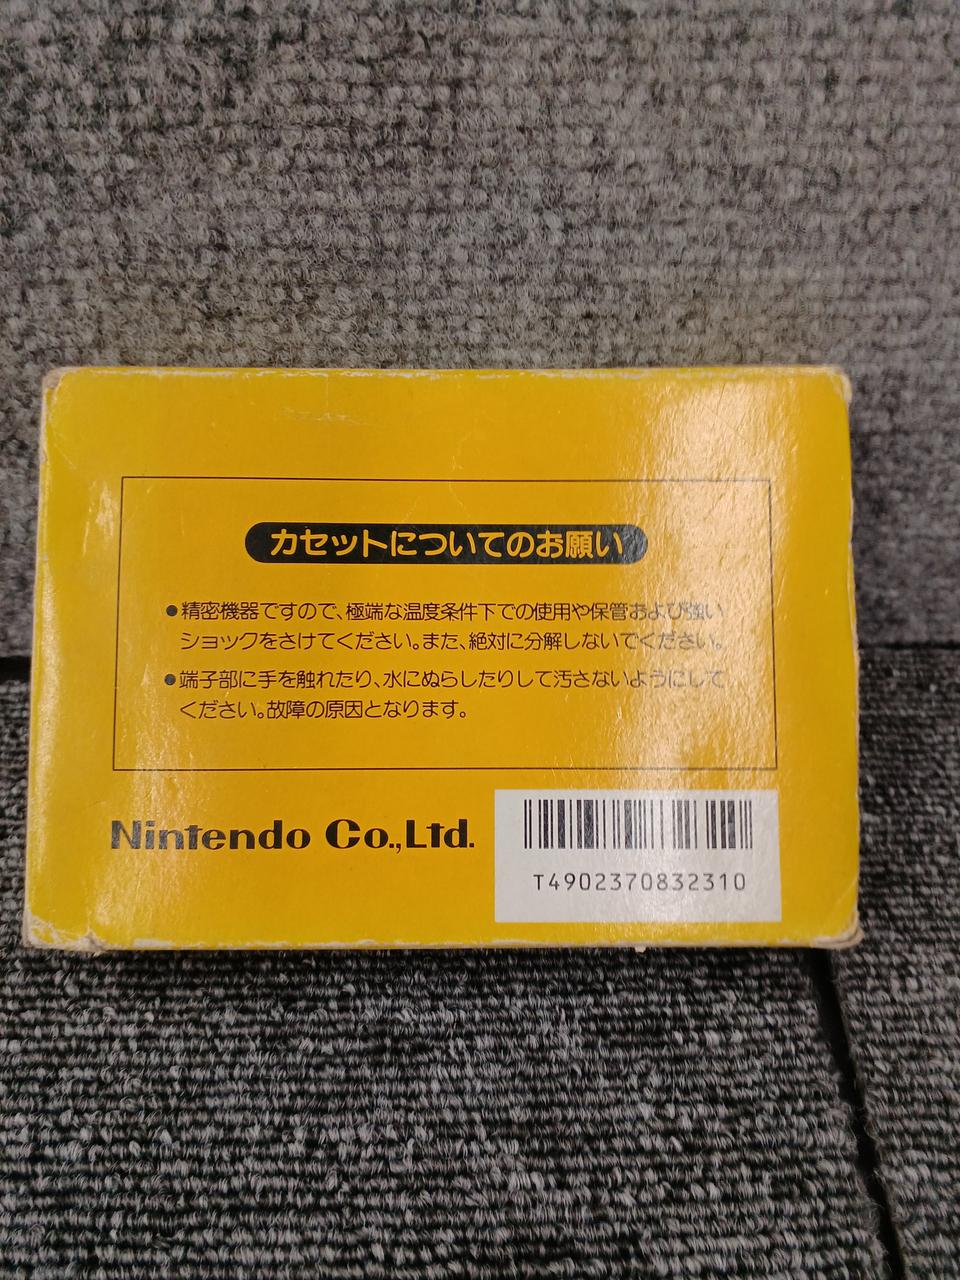 カセットについてのお願い
●精密機器ですので、極端な温度条件下での使用や保管および強い
ショックをさけてください。また、絶対に分解しないでください。
●端子部に手を触れたり、水にぬらしたりして汚さないようにして
ください。故障の原因となります。
Nintendo Co.,Ltd.
T4902370832310